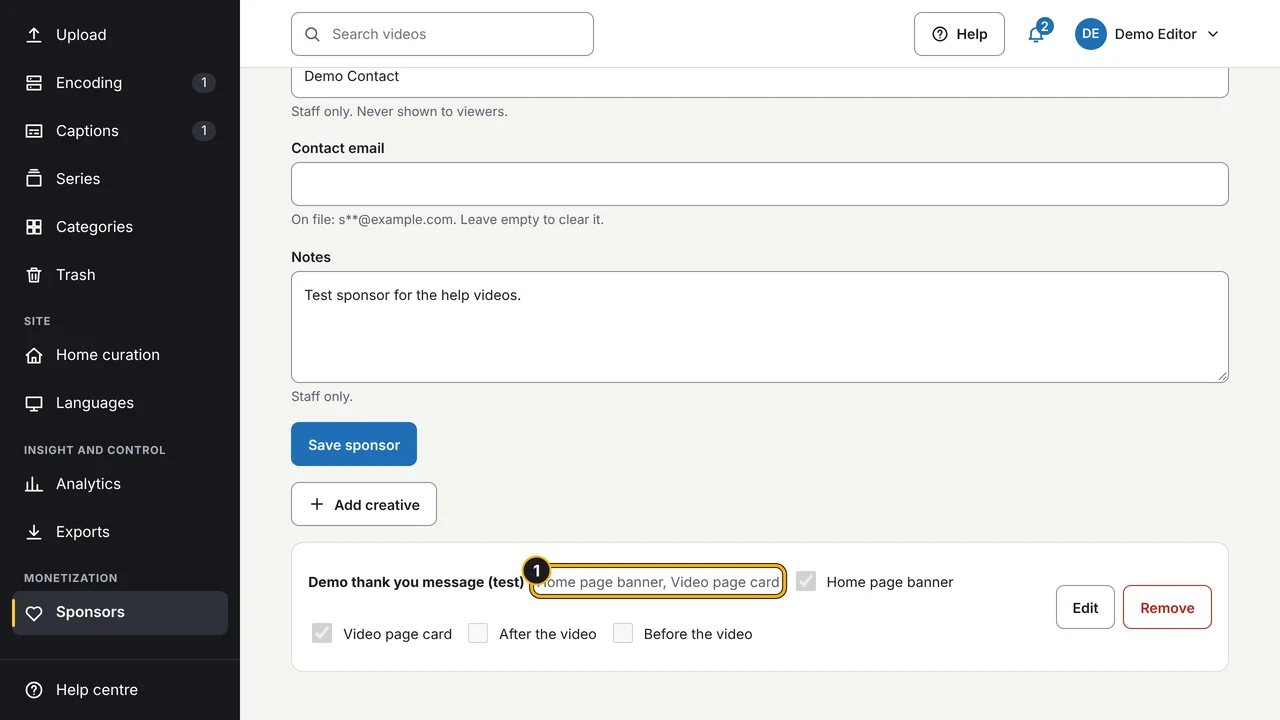 Upload
Encoding 1
Captions 1
Series
Categories
Trash
SITE
Home curation
Languages
INSIGHT AND CONTROL
Analytics
Exports
MONETIZATION
Sponsors
Help centre
Search videos
Help
2
DE Demo Editor
Demo Contact
Staff only. Never shown to viewers.
Contact email
On file: s**@example.com. Leave empty to clear it.
Notes
Test sponsor for the help videos.
Staff only.
Save sponsor
Add creative
1
Demo thank you message (test) Home page banner, Video page card Home page banner
Video page card After the video Before the video
Edit Remove